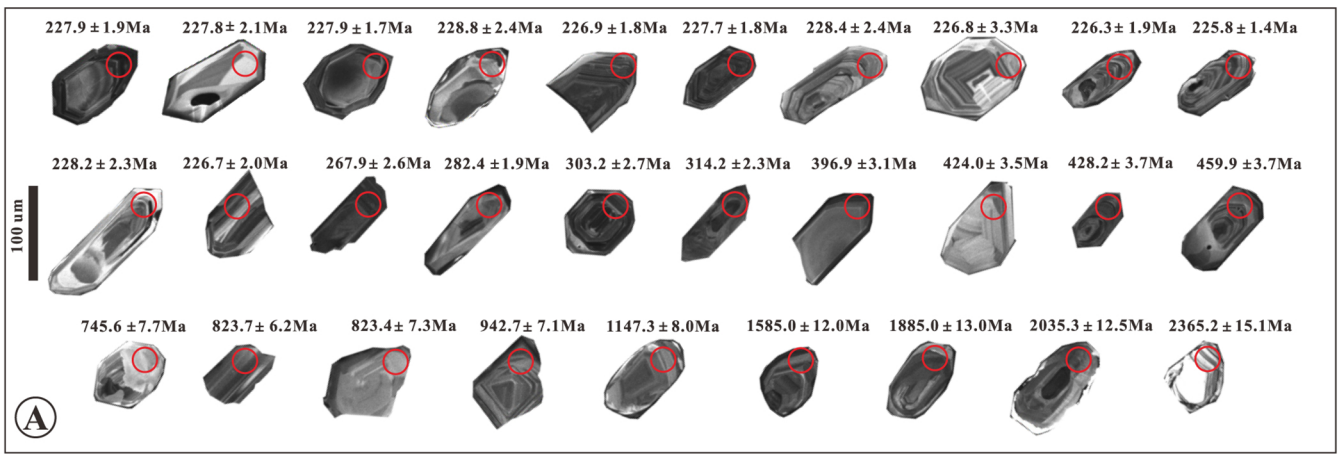 227.9 ± 1.9Ma 227.8 ± 2.1Ma 227.9 ± 1.7Ma 228.8 ± 2.4Ma 226.9 ± 1.8Ma 227.7 ± 1.8Ma 228.4 ± 2.4Ma 226.8 ± 3.3Ma 226.3 ± 1.9Ma 225.8 ± 1.4Ma
228.2 ± 2.3Ma 226.7 ± 2.0Ma 267.9 ± 2.6Ma 282.4 ± 1.9Ma 303.2 ± 2.7Ma 314.2 ± 2.3Ma 396.9 ± 3.1Ma 424.0 ± 3.5Ma 428.2 ± 3.7Ma 459.9 ± 3.7Ma
100 um
745.6 ± 7.7Ma 823.7 ± 6.2Ma 823.4 ± 7.3Ma 942.7 ± 7.1Ma 1147.3 ± 8.0Ma 1585.0 ± 12.0Ma 1885.0 ± 13.0Ma 2035.3 ± 12.5Ma 2365.2 ± 15.1Ma
A